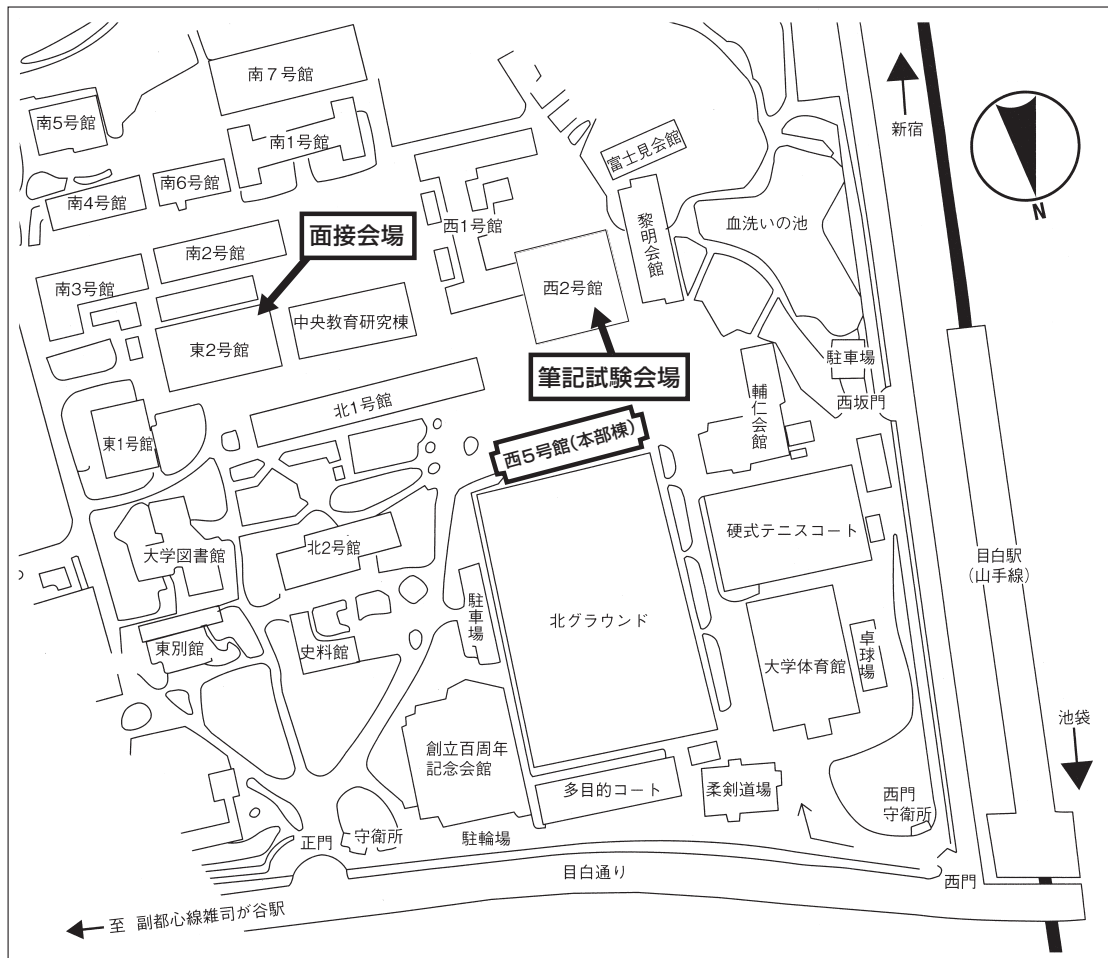 南7号館
南5号館
南1号館
新宿
富士見会館
南6号館
南4号館
N
西1号館
黎明会館
血洗いの池
面接会場
南2号館
南3号館
西2号館
中央教育研究棟
東2号館
駐車場
筆記試験会場
西坂門
輔仁会館
北1号館
東1号館
西5号館(本部棟)
硬式テニスコート
大学図書館
北2号館
目白駅
(山手線)
駐車場
北グラウンド
東別館
史料館
卓球場
大学体育館
池袋
創立百周年
記念会館
多目的コート
柔剣道場
西門
守衛所
正門
守衛所
駐輪場
目白通り
西門
至 副都心線雑司が谷駅